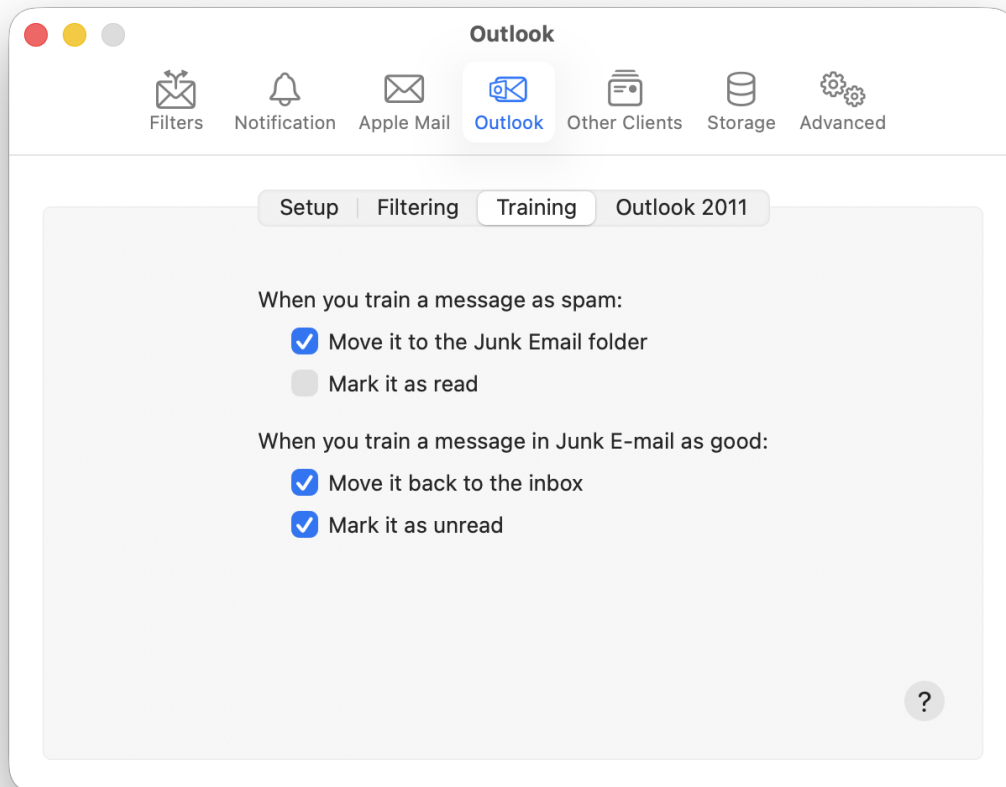 Outlook
Filters Notification Apple Mail Outlook Other Clients Storage Advanced
Setup Filtering Training Outlook 2011
When you train a message as spam:
Move it to the Junk Email folder
Mark it as read
When you train a message in Junk E-mail as good:
Move it back to the inbox
Mark it as unread
?